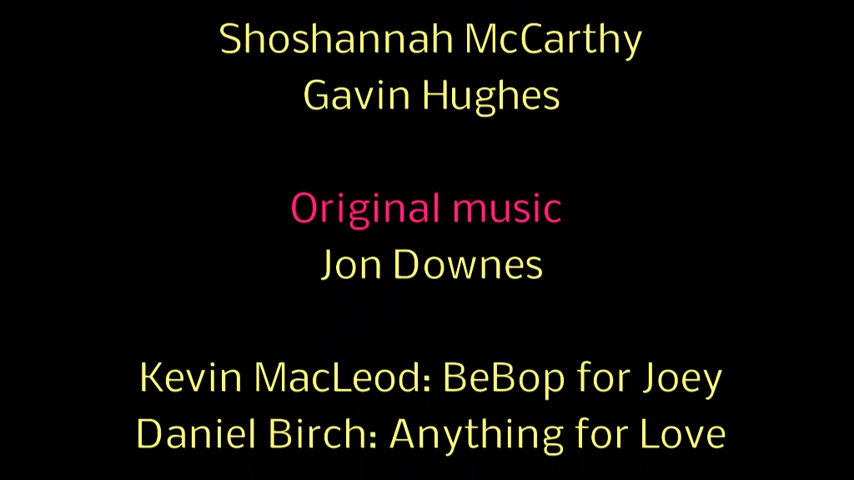 Shoshannah McCarthy
Gavin Hughes
Original music
Jon Downes
Kevin MacLeod: BeBop for Joey
Daniel Birch: Anything for Love